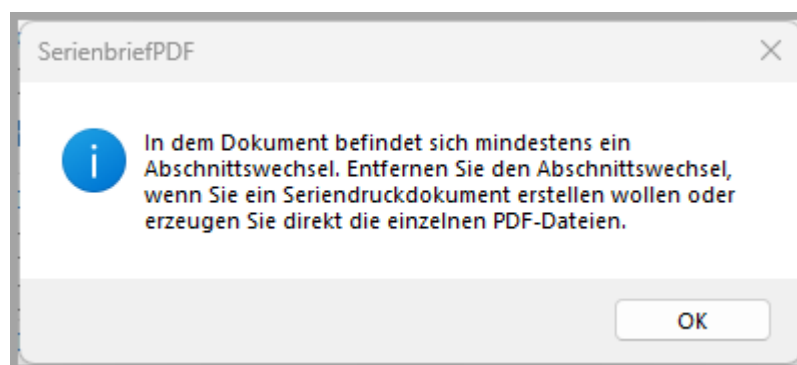 SerienbriefPDF
In dem Dokument befindet sich mindestens ein
Abschnittswechsel. Entfernen Sie den Abschnittswechsel,
wenn Sie ein Seriendruckdokument erstellen wollen oder
erzeugen Sie direkt die einzelnen PDF-Dateien.
OK